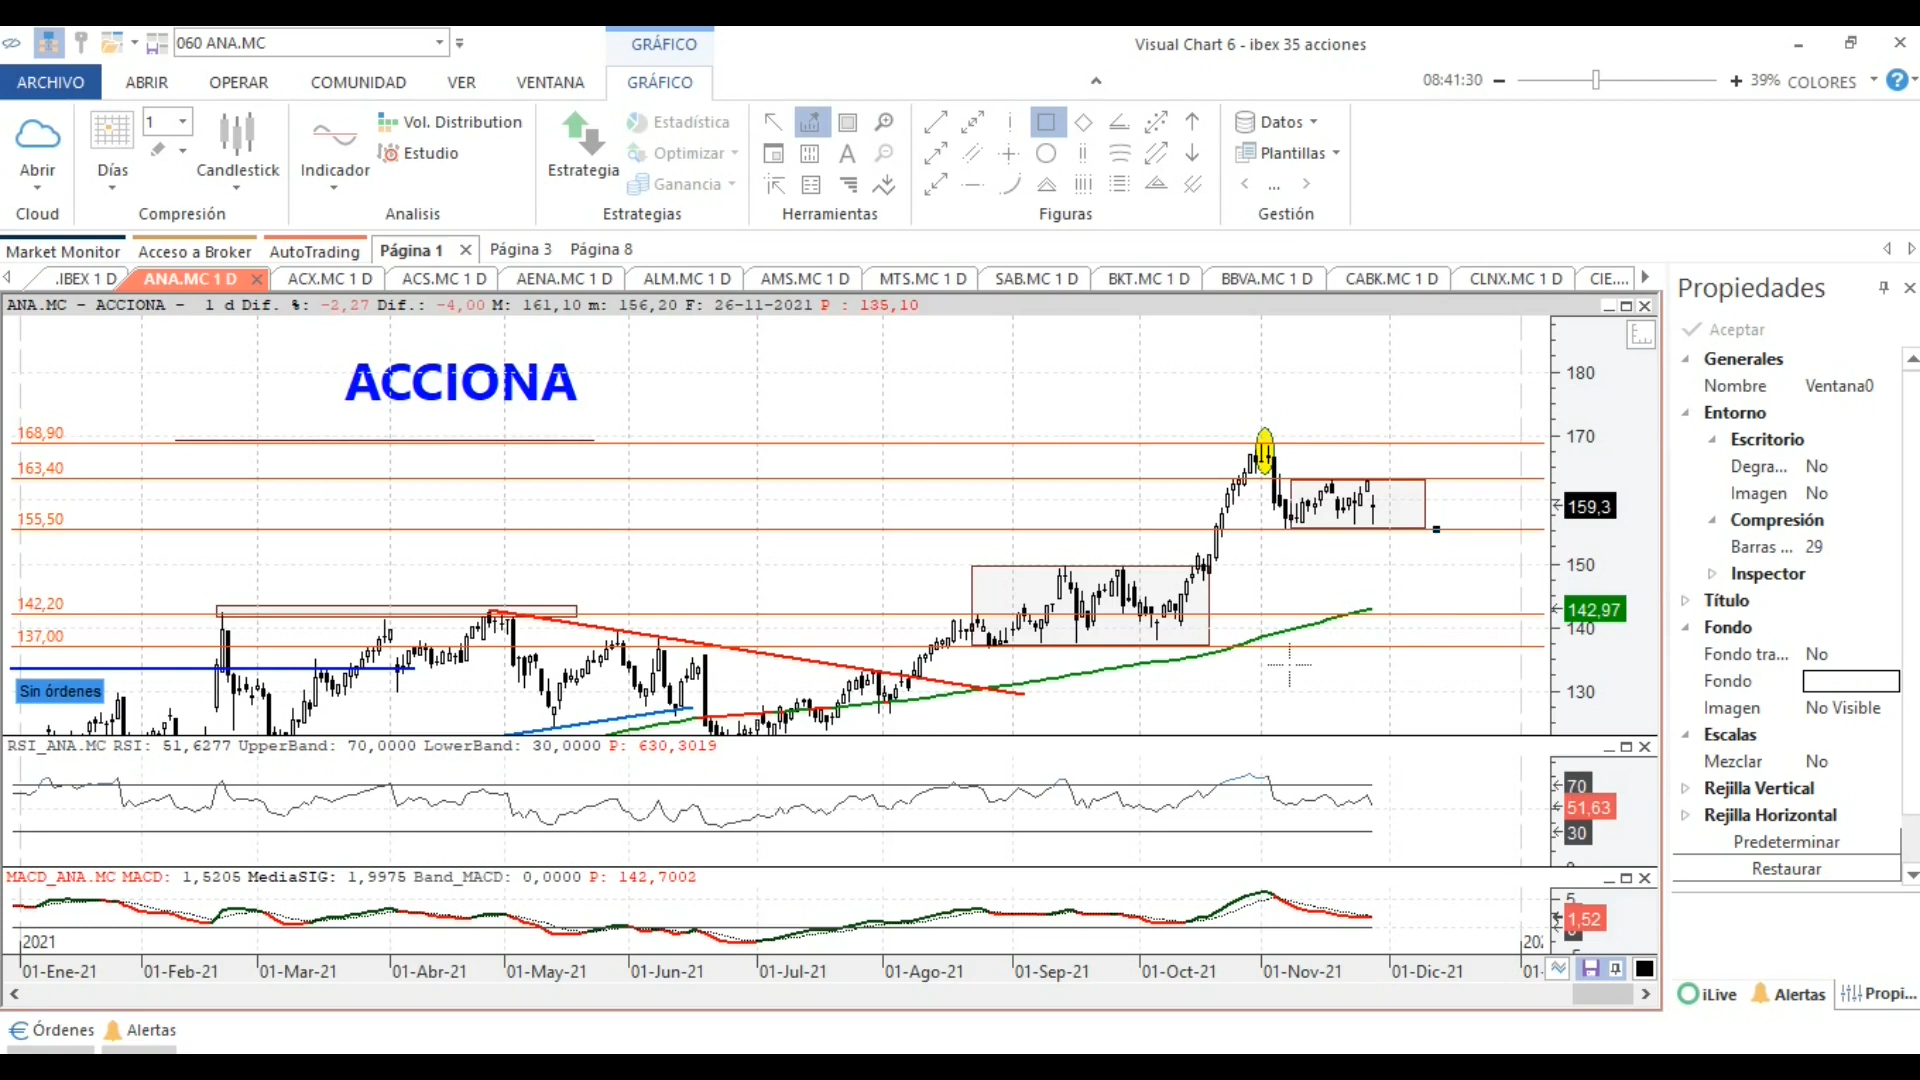 060 ANA.MC
GRÁFICO
Visual Chart 6 - ibex 35 acciones
ARCHIVO ABRIR OPERAR COMUNIDAD VER VENTANA GRÁFICO
08:41:30 39% COLORES
1
Vol. Distribution
Estudio
Abrir Días Candlestick Indicador Estrategia
Estadística
Optimizar
Ganancia
Datos
Plantillas
...
Cloud Compresión Analisis Estrategias Herramientas Figuras Gestión
Market Monitor Acceso a Broker AutoTrading Página 1 Página 3 Página 8
.IBEX 1 D ANA.MC 1 D ACX.MC 1 D ACS.MC 1 D AENA.MC 1 D ALM.MC 1 D AMS.MC 1 D MTS.MC 1 D SAB.MC 1 D BKT.MC 1 D BBVA.MC 1 D CABK.MC 1 D CLNX.MC 1 D CIE....
ANA.MC - ACCIONA - 1 d Dif. %: -2,27 Dif.: -4,00 M: 161,10 m: 156,20 F: 26-11-2021 P : 135,10
ACCIONA
168,90
163,40
155,50
142,20
137,00
Sin órdenes
180
170
159,3
150
142,97
140
130
RSI_ANA.MC RSI: 51,6277 UpperBand: 70,0000 LowerBand: 30,0000 P: 630,3019
70
51,63
30
MACD_ANA.MC MACD: 1,5205 MediaSIG: 1,9975 Band_MACD: 0,0000 P: 142,7002
5
1,52
2021
01-Ene-21 01-Feb-21 01-Mar-21 01-Abr-21 01-May-21 01-Jun-21 01-Jul-21 01-Ago-21 01-Sep-21 01-Oct-21 01-Nov-21 01-Dic-21
Propiedades
Aceptar
Generales
Nombre Ventana0
Entorno
Escritorio
Degra... No
Imagen No
Compresión
Barras ... 29
Inspector
Título
Fondo
Fondo tra... No
Fondo
Imagen No Visible
Escalas
Mezclar No
Rejilla Vertical
Rejilla Horizontal
Predeterminar
Restaurar
iLive Alertas Propi...
Órdenes Alertas